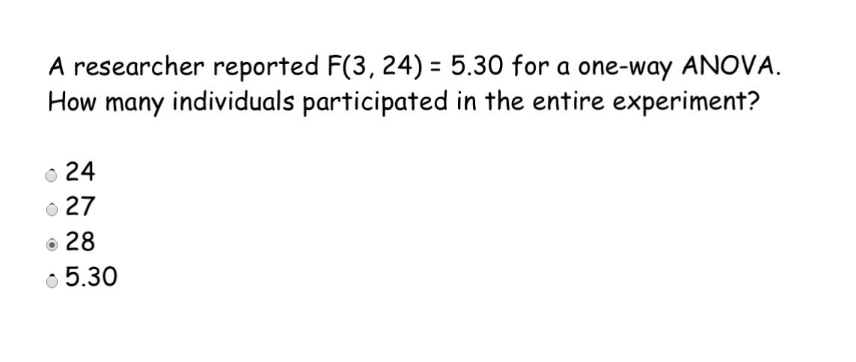 A researcher reported F(3, 24) = 5.30 for a one-way ANOVA.
How many individuals participated in the entire experiment?
24
27
28
5.30